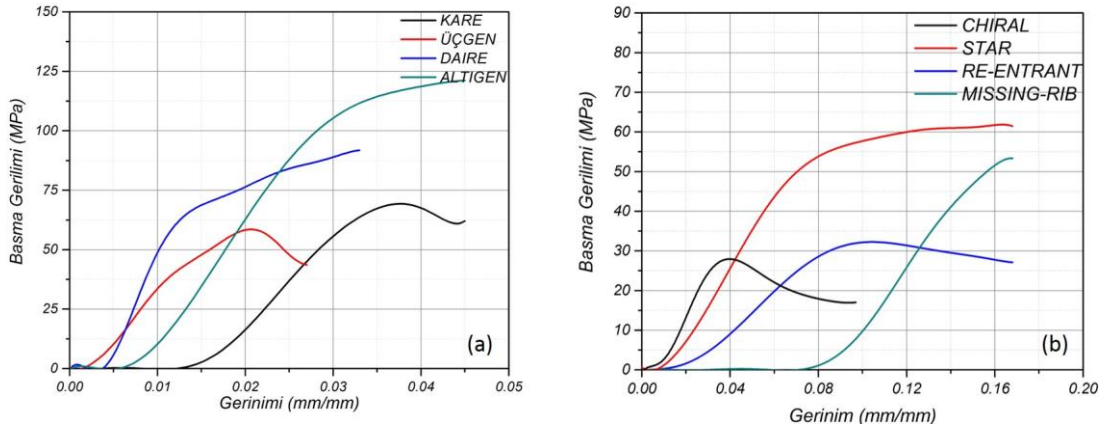 150
125
100
75
50
25
0
0.00
0.01
0.02
0.03
0.04
0.05
Basma Gerilimi (MPa)
Gerinimi (mm/mm)
KARE
ÜÇGEN
DAIRE
ALTIGEN
(a)
90
80
70
60
50
40
30
20
10
0
0.00
0.04
0.08
0.12
0.16
0.20
Basma Gerilimi (MPa)
Gerinim (mm/mm)
CHIRAL
STAR
RE-ENTRANT
MISSING-RIB
(b)